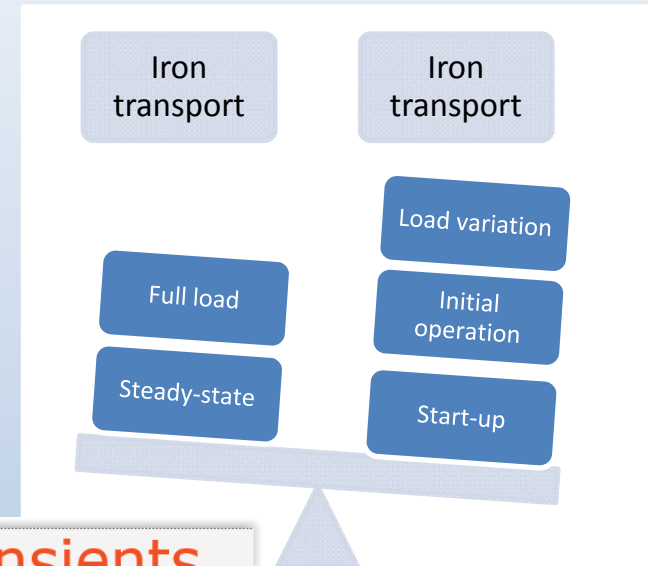 Iron
transport
Iron
transport
Load variation
Full load
Initial
operation
Steady-state
Start-up